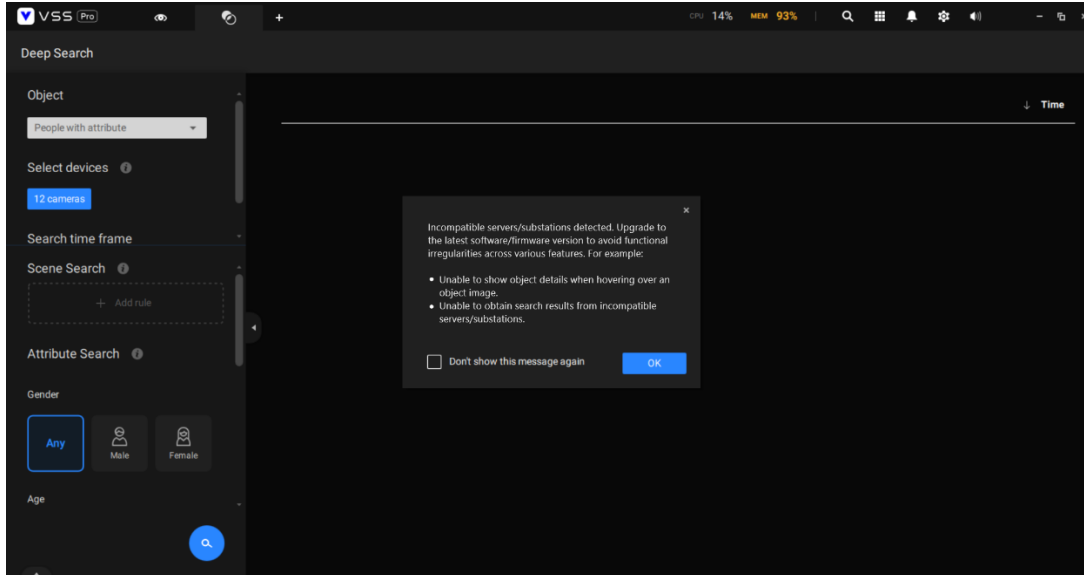 VSS Pro
+
CPU 14% MEM 93%
Deep Search
Object
People with attribute
Select devices
12 cameras
Search time frame
Scene Search
+ Add rule
Attribute Search
Gender
Any
Male
Female
Age
↓ Time
Incompatible servers/substations detected. Upgrade to
the latest software/firmware version to avoid functional
irregularities across various features. For example:
• Unable to show object details when hovering over an
object image.
• Unable to obtain search results from incompatible
servers/substations.
Don't show this message again
OK